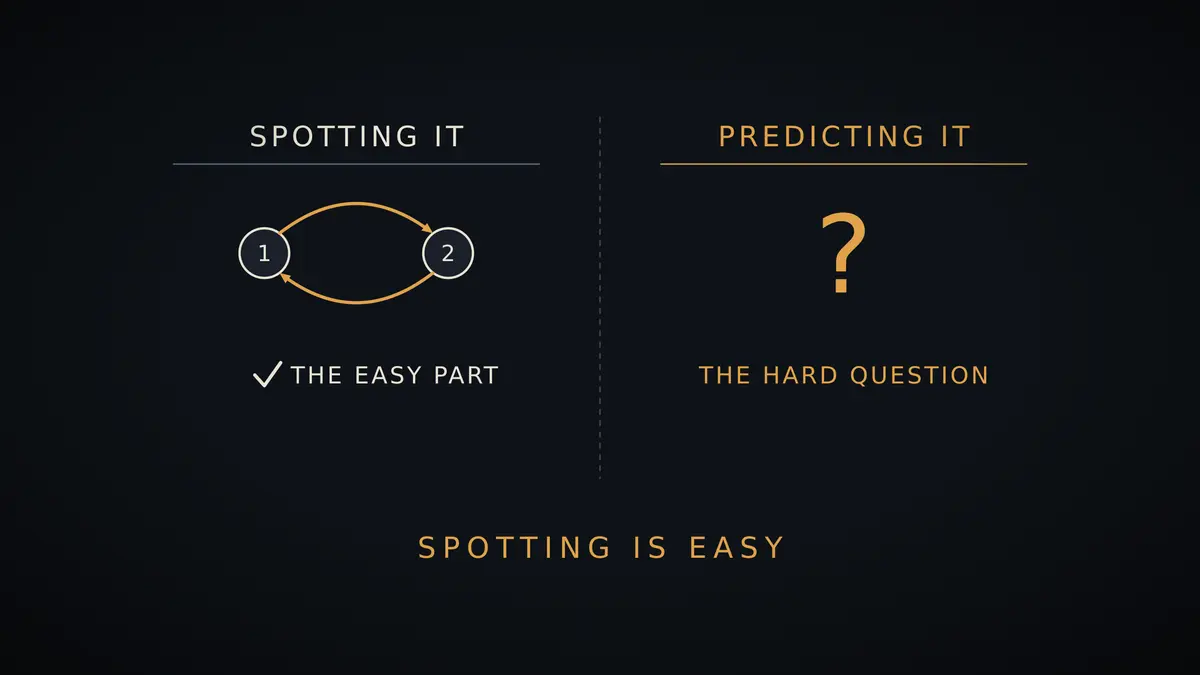 SPOTTING IT
1
2
THE EASY PART
PREDICTING IT
?
THE HARD QUESTION
SPOTTING IS EASY